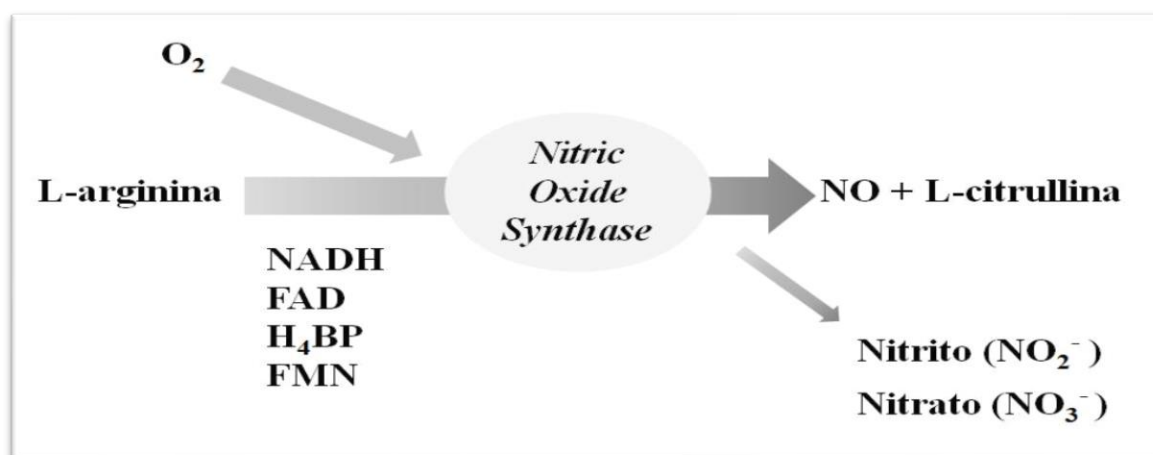 O₂
L-arginina
Nitric
Oxide
Synthase
NO + L-citrullina
NADH
FAD
H₄BP
FMN
Nitrito (NO₂⁻ )
Nitrato (NO₃⁻ )